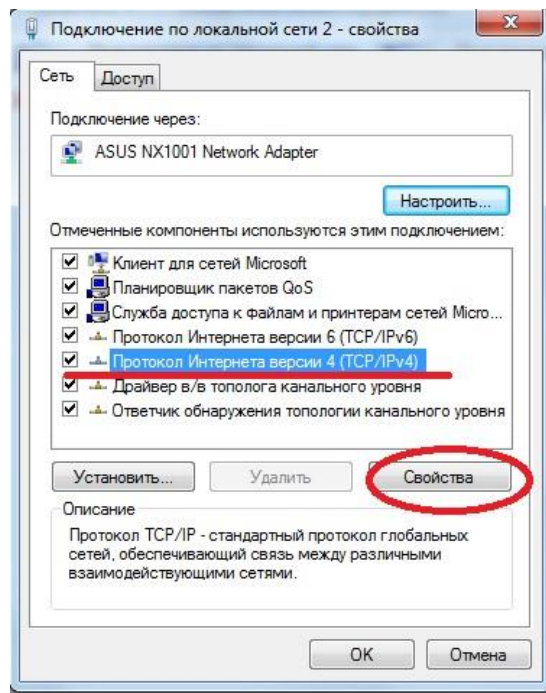 Подключение по локальной сети 2 - свойства
Сеть
Доступ
Подключение через:
ASUS NX1001 Network Adapter
Настроить...
Отмеченные компоненты используются этим подключением:
Клиент для сетей Microsoft
Планировщик пакетов QoS
Служба доступа к файлам и принтерам сетей Micro...
Протокол Интернета версии 6 (TCP/IPv6)
Протокол Интернета версии 4 (TCP/IPv4)
Драйвер в/в тополога канального уровня
Ответчик обнаружения топологии канального уровня
Установить...
Удалить
Свойства
Описание
Протокол TCP/IP - стандартный протокол глобальных
сетей, обеспечивающий связь между различными
взаимодействующими сетями.
OK
Отмена